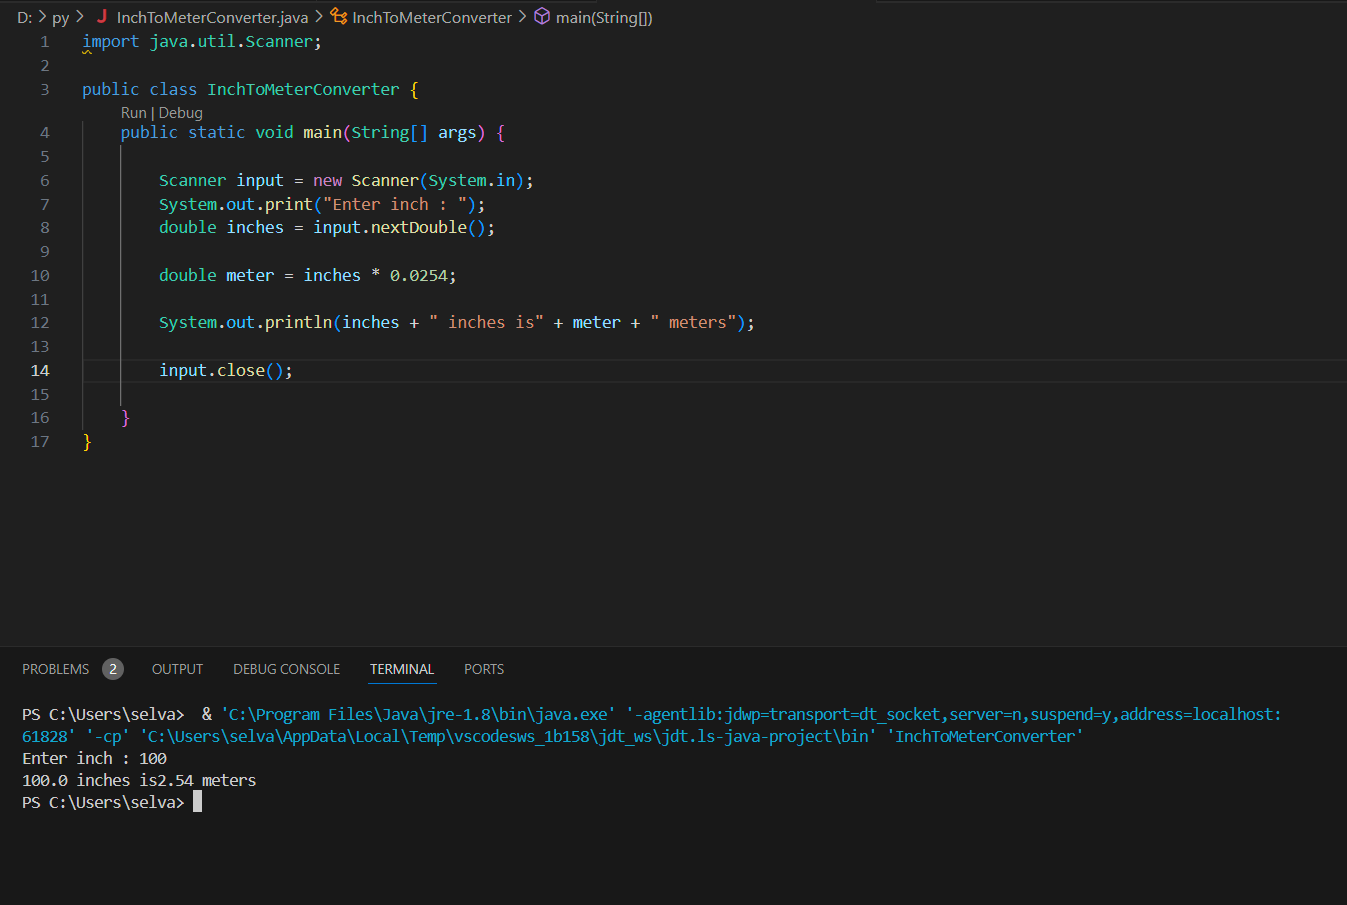 D: > py > J InchToMeterConverter.java > InchToMeterConverter > main(String[])
1 import java.util.Scanner;
2
3 public class InchToMeterConverter {
Run | Debug
4 public static void main(String[] args) {
5
6 Scanner input = new Scanner(System.in);
7 System.out.print("Enter inch : ");
8 double inches = input.nextDouble();
9
10 double meter = inches * 0.0254;
11
12 System.out.println(inches + " inches is" + meter + " meters");
13
14 input.close();
15
16 }
17 }
PROBLEMS 2 OUTPUT DEBUG CONSOLE TERMINAL PORTS
PS C:\Users\selva>  & 'C:\Program Files\Java\jre-1.8\bin\java.exe' '-agentlib:jdwp=transport=dt_socket,server=n,suspend=y,address=localhost:
61828' '-cp' 'C:\Users\selva\AppData\Local\Temp\vscodesws_1b158\jdt_ws\jdt.ls-java-project\bin' 'InchToMeterConverter'
Enter inch : 100
100.0 inches is2.54 meters
PS C:\Users\selva>